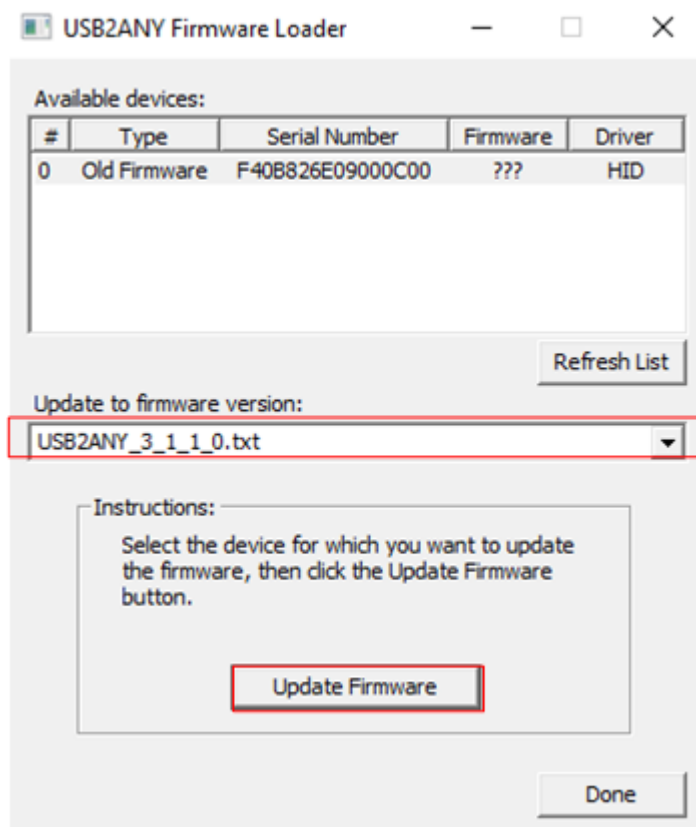 USB2ANY Firmware Loader
Available devices:
# Type Serial Number Firmware Driver
0 Old Firmware F40B826E09000C00 ??? HID
Refresh List
Update to firmware version:
USB2ANY_3_1_1_0.txt
Instructions:
Select the device for which you want to update
the firmware, then click the Update Firmware
button.
Update Firmware
Done